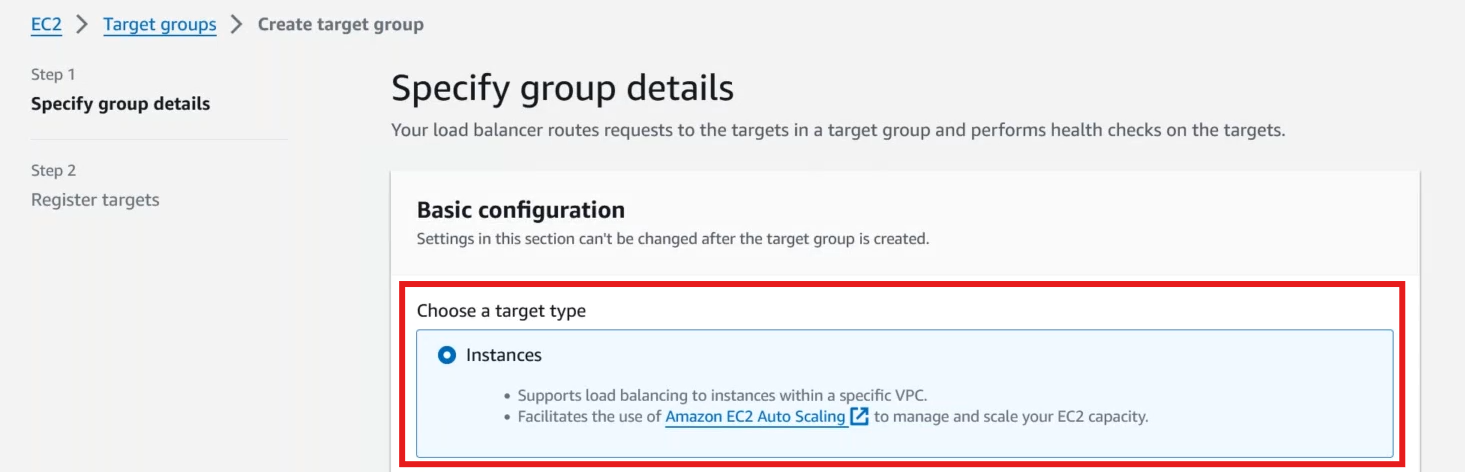 EC2 > Target groups > Create target group
Step 1
Specify group details
Step 2
Register targets
Specify group details
Your load balancer routes requests to the targets in a target group and performs health checks on the targets.
Basic configuration
Settings in this section can't be changed after the target group is created.
Choose a target type
Instances
• Supports load balancing to instances within a specific VPC.
• Facilitates the use of Amazon EC2 Auto Scaling to manage and scale your EC2 capacity.